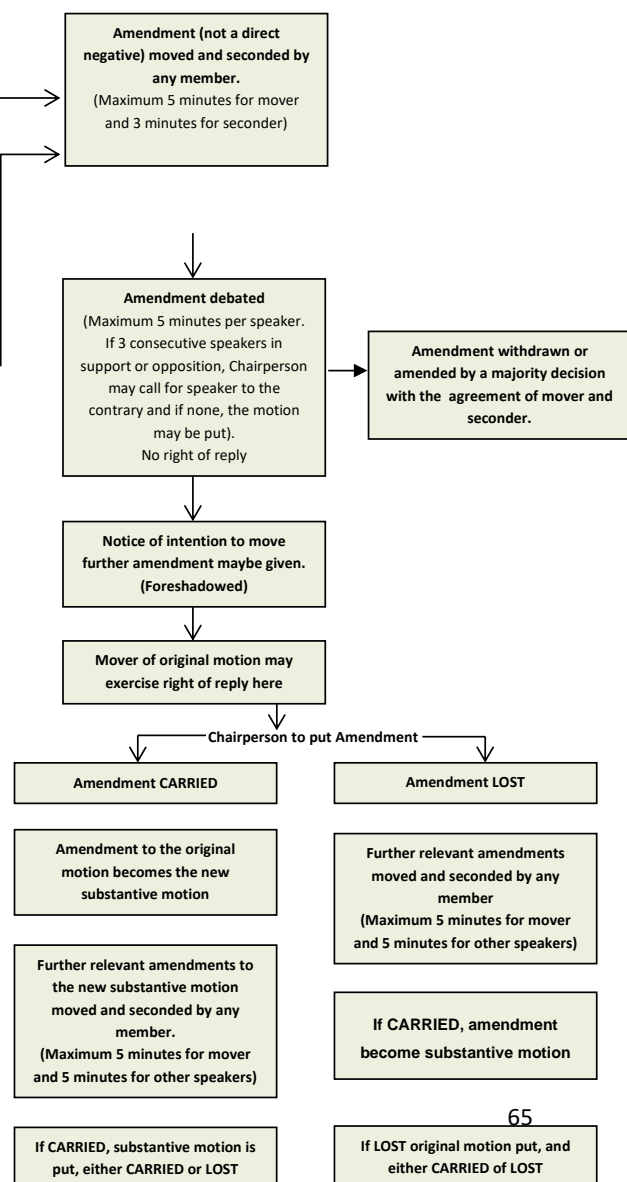 Amendment (not a direct
negative) moved and seconded by
any member.
(Maximum 5 minutes for mover
and 3 minutes for seconder)
Amendment debated
(Maximum 5 minutes per speaker.
If 3 consecutive speakers in
support or opposition, Chairperson
may call for speaker to the
contrary and if none, the motion
may be put).
No right of reply
Amendment withdrawn or
amended by a majority decision
with the agreement of mover and
seconder.
Notice of intention to move
further amendment maybe given.
(Foreshadowed)
Mover of original motion may
exercise right of reply here
Chairperson to put Amendment
Amendment CARRIED
Amendment to the original
motion becomes the new
substantive motion
Further relevant amendments to
the new substantive motion
moved and seconded by any
member.
(Maximum 5 minutes for mover
and 5 minutes for other speakers)
If CARRIED, substantive motion is
put, either CARRIED or LOST
Amendment LOST
Further relevant amendments
moved and seconded by any
member
(Maximum 5 minutes for mover
and 5 minutes for other speakers)
If CARRIED, amendment
become substantive motion
If LOST original motion put, and
either CARRIED of LOST
65